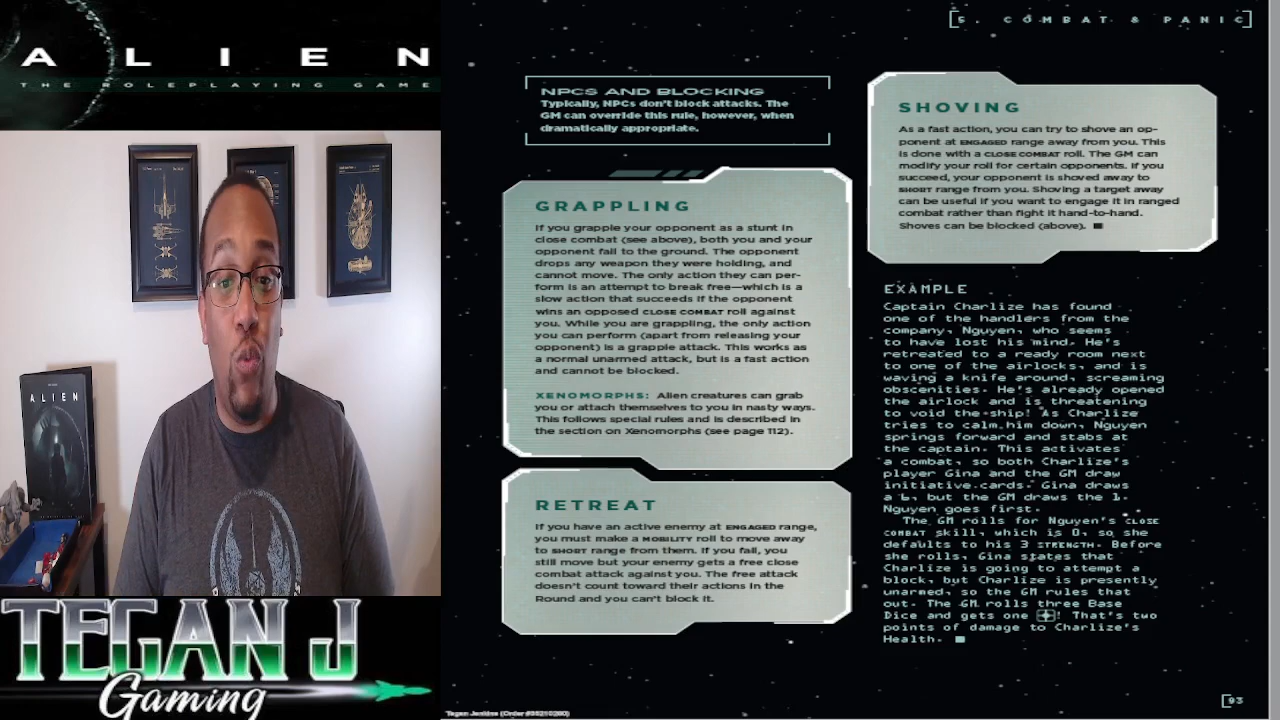 ALIEN
THE ROLEPLAYING GAME
ALIEN
TEGAN J
Gaming
5. COMBAT & PANIC
NPCS AND BLOCKING
Typically, NPCs don't block attacks. The
GM can override this rule, however, when
dramatically appropriate.
GRAPPLING
If you grapple your opponent as a stunt in
close combat (see above), both you and your
opponent fall to the ground. The opponent
drops any weapon they were holding, and
cannot move. The only action they can per-
form is an attempt to break free—which is a
slow action that succeeds if the opponent
wins an opposed CLOSE COMBAT roll against
you. While you are grappling, the only action
you can perform (apart from releasing your
opponent) is a grapple attack. This works as
a normal unarmed attack, but is a fast action
and cannot be blocked.
XENOMORPHS: Alien creatures can grab
you or attach themselves to you in nasty ways.
This follows special rules and is described in
the section on Xenomorphs (see page 112).
RETREAT
If you have an active enemy at ENGAGED range,
you must make a MOBILITY roll to move away
to SHORT range from them. If you fail, you
still move but your enemy gets a free close
combat attack against you. The free attack
doesn't count toward their actions in the
Round and you can't block it.
SHOVING
As a fast action, you can try to shove an op-
ponent at ENGAGED range away from you. This
is done with a CLOSE COMBAT roll. The GM can
modify your roll for certain opponents. If you
succeed, your opponent is shoved away to
SHORT range from you. Shoving a target away
can be useful if you want to engage it in ranged
combat rather than fight it hand-to-hand.
Shoves can be blocked (above).
EXAMPLE
Captain Charlize has found
one of the handlers from the
company, Nguyen, who seems
to have lost his mind. He's
retreated to a ready room next
to one of the airlocks, and is
waving a knife around, screaming
obscenities. He's already opened
the airlock and is threatening
to void the ship! As Charlize
tries to calm him down, Nguyen
springs forward and stabs at
the captain. This activates
a combat, so both Charlize's
player Gina and the GM draw
initiative cards. Gina draws
a 6, but the GM draws the 1.
Nguyen goes first.
The GM rolls for Nguyen's CLOSE
COMBAT skill, which is 0, so she
defaults to his 3 STRENGTH. Before
she rolls, Gina states that
Charlize is going to attempt a
block, but Charlize is presently
unarmed, so the GM rules that
out. The GM rolls three Base
Dice and gets one ! That's two
points of damage to Charlize's
Health.
93